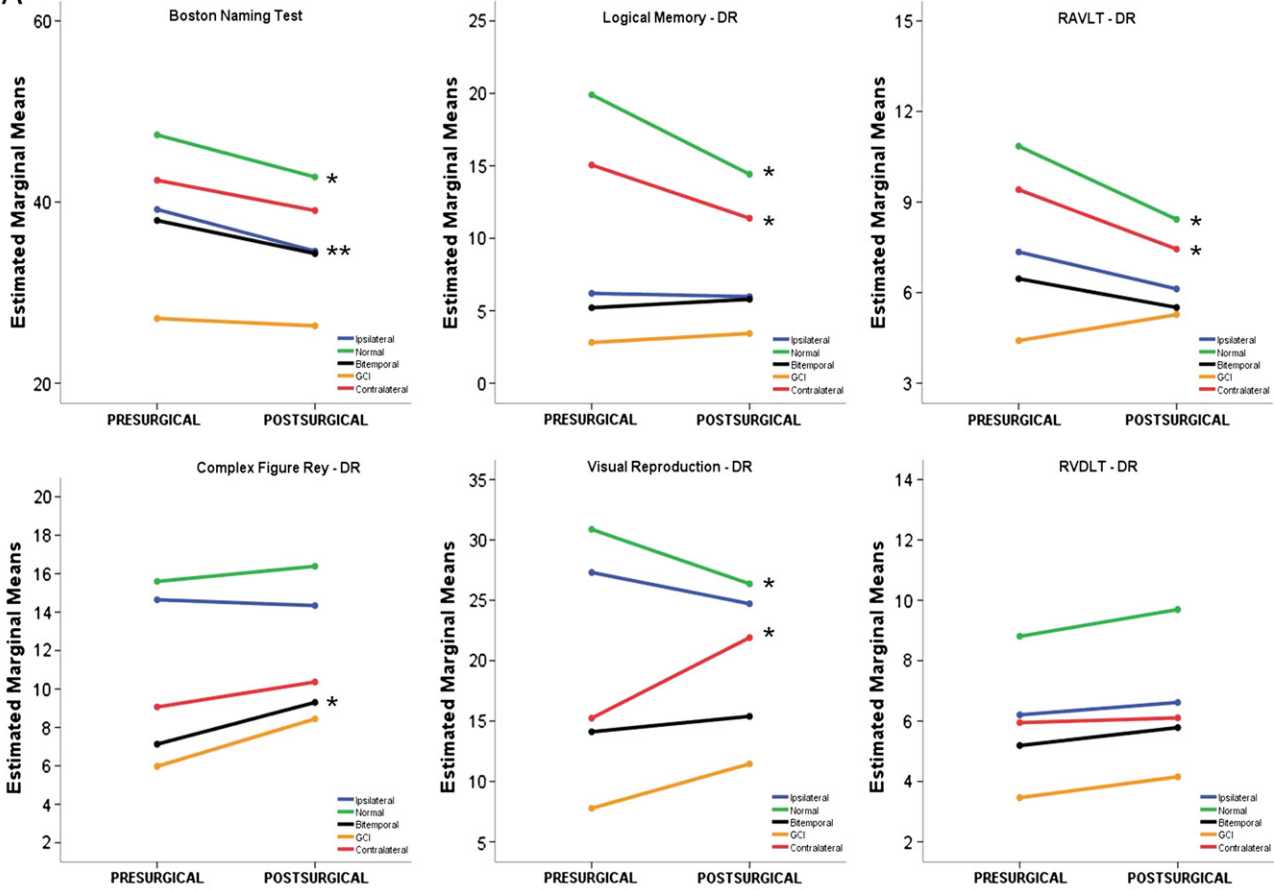 A
Boston Naming Test
Estimated Marginal Means
60
40
20
**
*
Ipsilateral
Normal
Bitemporal
GCI
Contralateral
PRESURGICAL POSTSURGICAL
Logical Memory - DR
Estimated Marginal Means
25
20
15
10
5
0
*
*
Ipsilateral
Normal
Bitemporal
GCI
Contralateral
PRESURGICAL POSTSURGICAL
RAVLT - DR
Estimated Marginal Means
15
12
9
6
3
*
*
Ipsilateral
Normal
Bitemporal
GCI
Contralateral
PRESURGICAL POSTSURGICAL
Complex Figure Rey - DR
Estimated Marginal Means
20
18
16
14
12
10
8
6
4
2
*
Ipsilateral
Normal
Bitemporal
GCI
Contralateral
PRESURGICAL POSTSURGICAL
Visual Reproduction - DR
Estimated Marginal Means
35
30
25
20
15
10
5
*
*
Ipsilateral
Normal
Bitemporal
GCI
Contralateral
PRESURGICAL POSTSURGICAL
RVDLT - DR
Estimated Marginal Means
14
12
10
8
6
4
2
Ipsilateral
Normal
Bitemporal
GCI
Contralateral
PRESURGICAL POSTSURGICAL